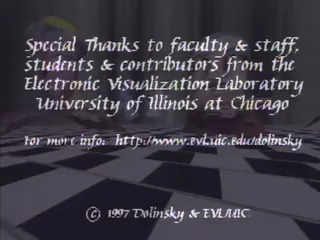 Special Thanks to faculty & staff,
students & contributors from the
Electronic Visualization Laboratory
University of Illinois at Chicago
For more info: http://www.evl.uic.edu/dolinsky
© 1997 Dolinsky & EVL/UIC